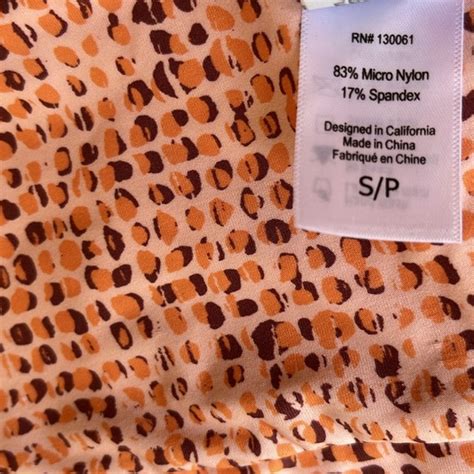 RN# 130061
83% Micro Nylon
17% Spandex
Designed in California
Made in China
Fabriqué en Chine
S/P